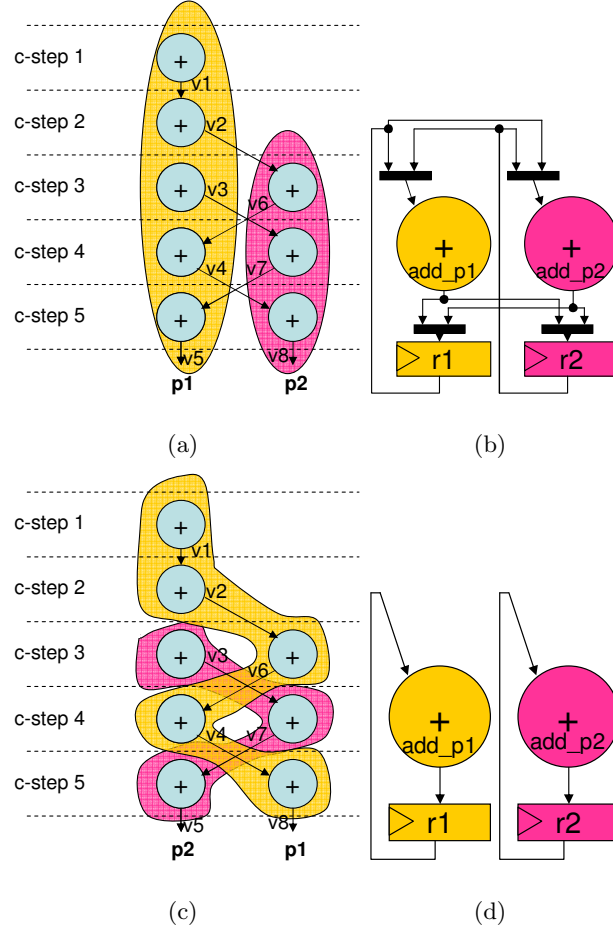 c-step 1
+
v1
c-step 2
+
v2
c-step 3
+
v3
+
v6
c-step 4
+
v4
+
v7
c-step 5
+
+
v5
v8
p1
p2
(a)
+
add_p1
+
add_p2
r1
r2
(b)
c-step 1
+
v1
c-step 2
+
v2
c-step 3
+
v3
+
v6
c-step 4
+
v4
+
v7
c-step 5
+
+
v5
v8
p2
p1
(c)
+
add_p1
+
add_p2
r1
r2
(d)